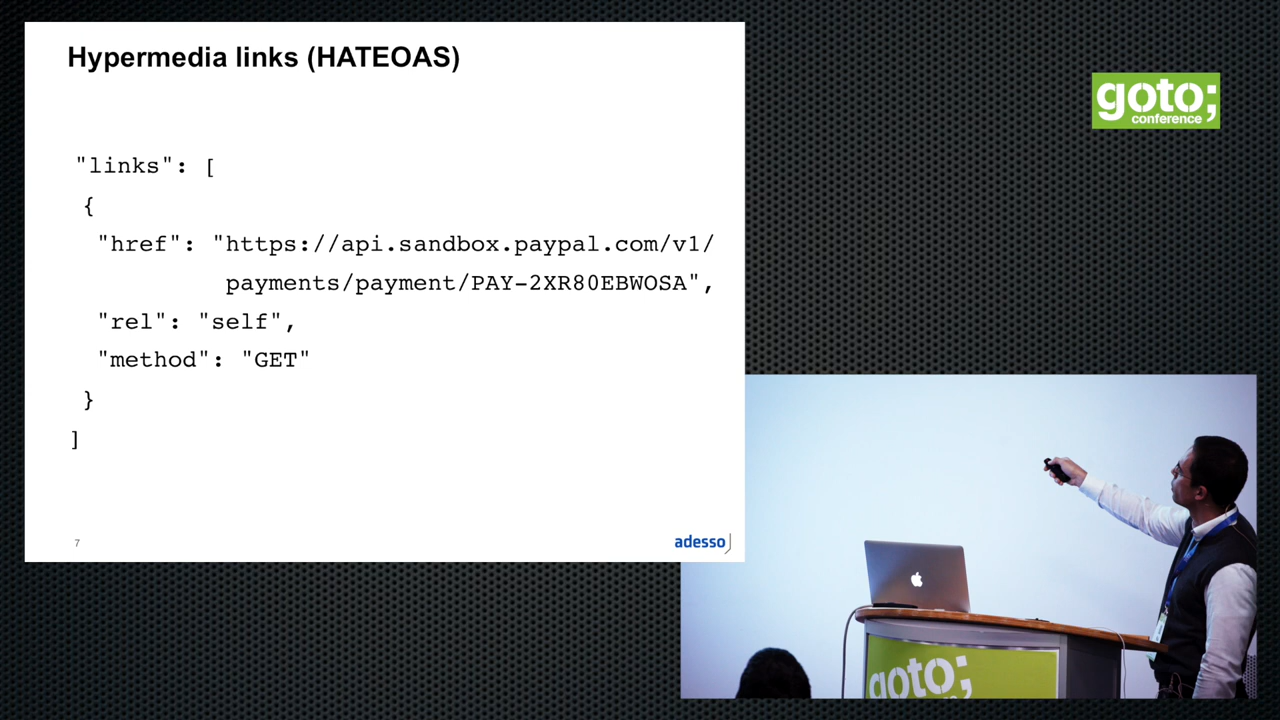 Hypermedia links (HATEOAS)
"links": [
{
"href": "https://api.sandbox.paypal.com/v1/
payments/payment/PAY-2XR80EBWOSA",
"rel": "self",
"method": "GET"
}
]
7
adesso
goto;
conference
goto;